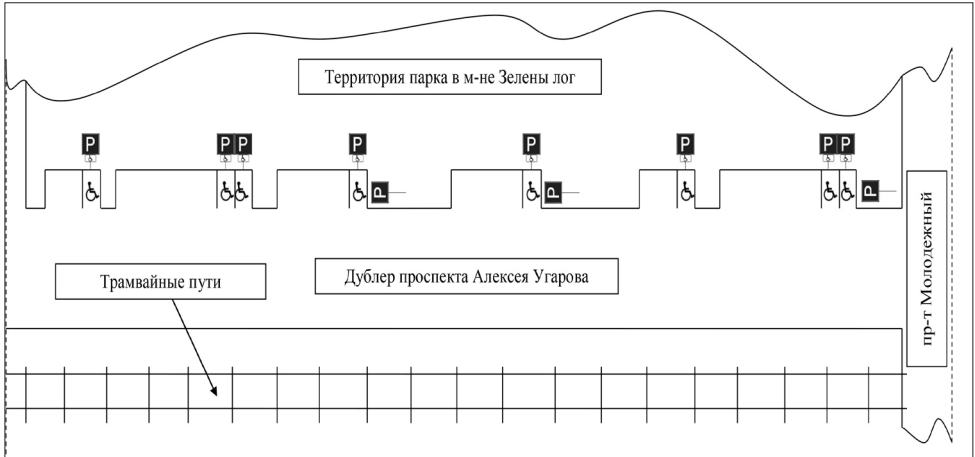 Территория парка в м-не Зелены лог
P
P P
P
P
P
P P
P
P
P
Трамвайные пути
Дублер проспекта Алексея Угарова
пр-т Молодежный